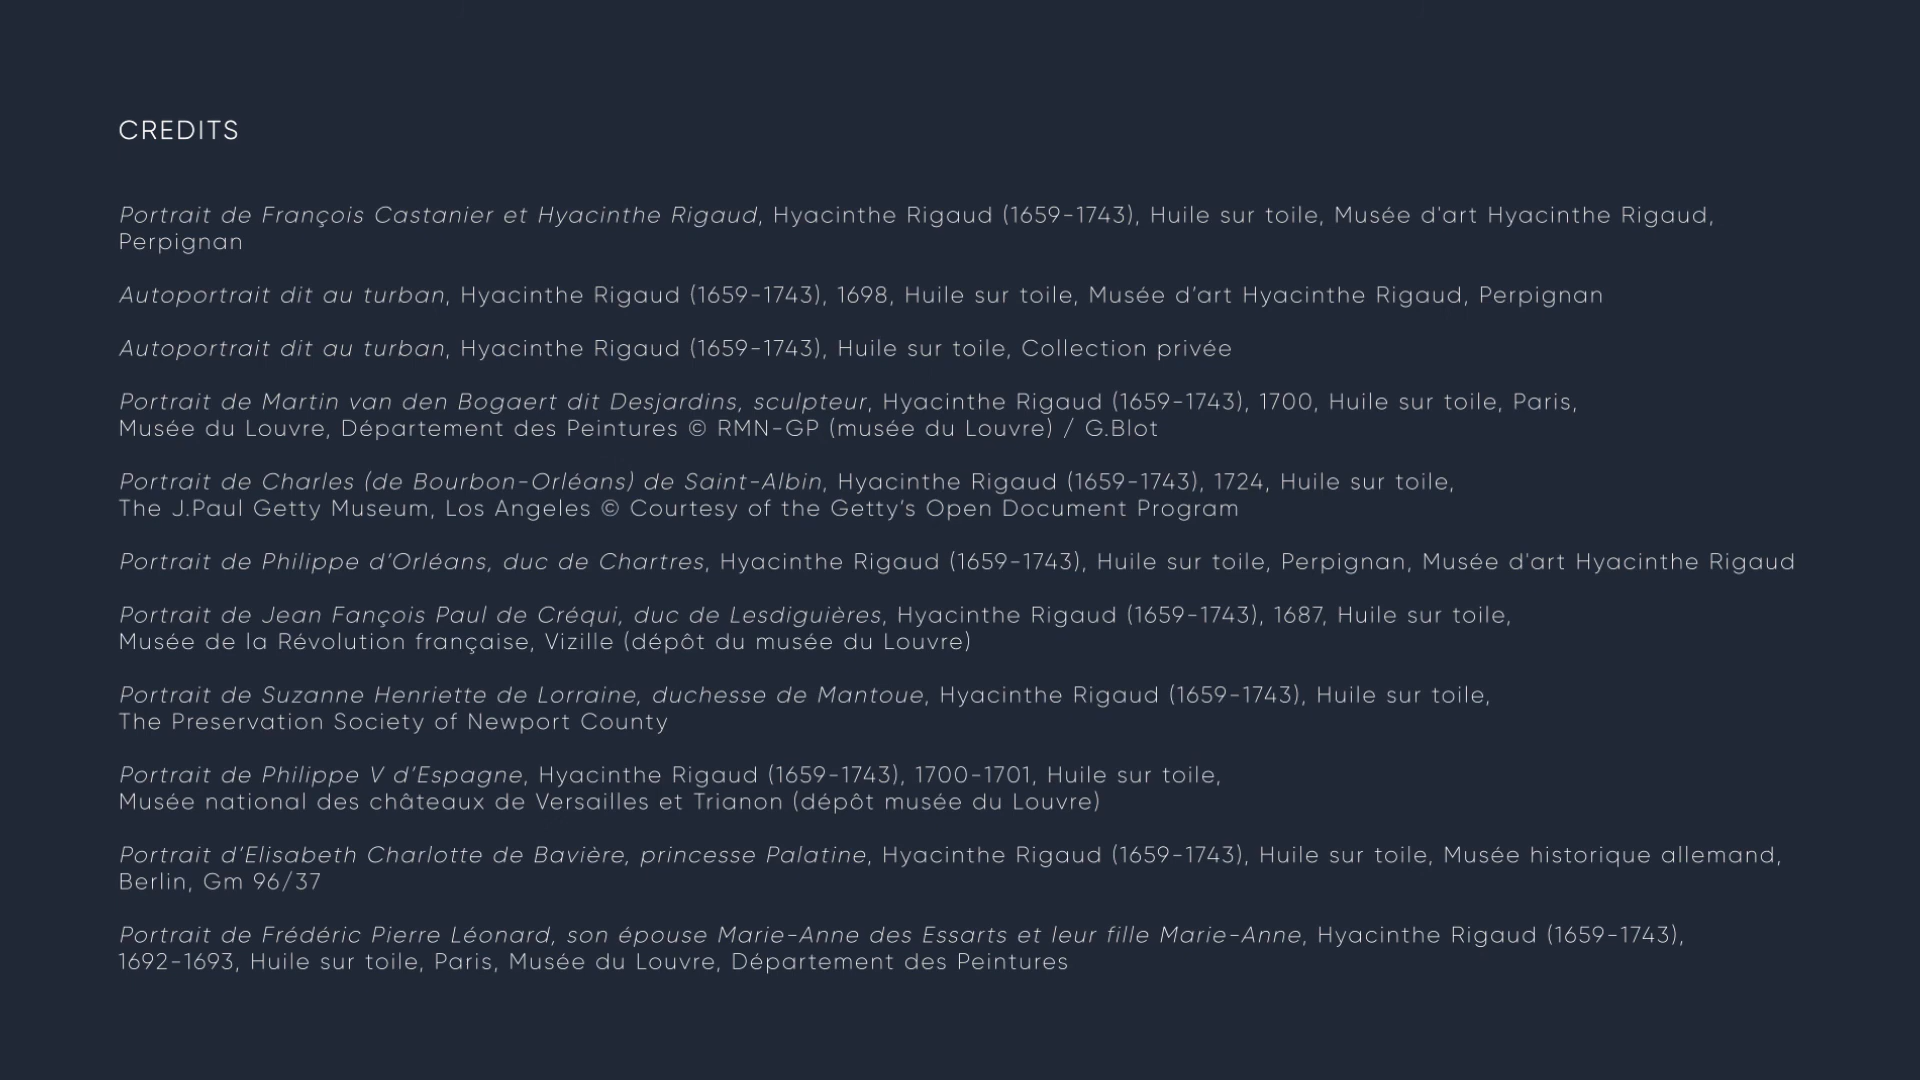 CREDITS
Portrait de François Castanier et Hyacinthe Rigaud, Hyacinthe Rigaud (1659-1743), Huile sur toile, Musée d'art Hyacinthe Rigaud,
Perpignan
Autoportrait dit au turban, Hyacinthe Rigaud (1659-1743), 1698, Huile sur toile, Musée d’art Hyacinthe Rigaud, Perpignan
Autoportrait dit au turban, Hyacinthe Rigaud (1659-1743), Huile sur toile, Collection privée
Portrait de Martin van den Bogaert dit Desjardins, sculpteur, Hyacinthe Rigaud (1659-1743), 1700, Huile sur toile, Paris,
Musée du Louvre, Département des Peintures © RMN-GP (musée du Louvre) / G.Blot
Portrait de Charles (de Bourbon-Orléans) de Saint-Albin, Hyacinthe Rigaud (1659-1743), 1724, Huile sur toile,
The J.Paul Getty Museum, Los Angeles © Courtesy of the Getty’s Open Document Program
Portrait de Philippe d’Orléans, duc de Chartres, Hyacinthe Rigaud (1659-1743), Huile sur toile, Perpignan, Musée d'art Hyacinthe Rigaud
Portrait de Jean Fançois Paul de Créqui, duc de Lesdiguières, Hyacinthe Rigaud (1659-1743), 1687, Huile sur toile,
Musée de la Révolution française, Vizille (dépôt du musée du Louvre)
Portrait de Suzanne Henriette de Lorraine, duchesse de Mantoue, Hyacinthe Rigaud (1659-1743), Huile sur toile,
The Preservation Society of Newport County
Portrait de Philippe V d’Espagne, Hyacinthe Rigaud (1659-1743), 1700-1701, Huile sur toile,
Musée national des châteaux de Versailles et Trianon (dépôt musée du Louvre)
Portrait d’Elisabeth Charlotte de Bavière, princesse Palatine, Hyacinthe Rigaud (1659-1743), Huile sur toile, Musée historique allemand,
Berlin, Gm 96/37
Portrait de Frédéric Pierre Léonard, son épouse Marie-Anne des Essarts et leur fille Marie-Anne, Hyacinthe Rigaud (1659-1743),
1692-1693, Huile sur toile, Paris, Musée du Louvre, Département des Peintures